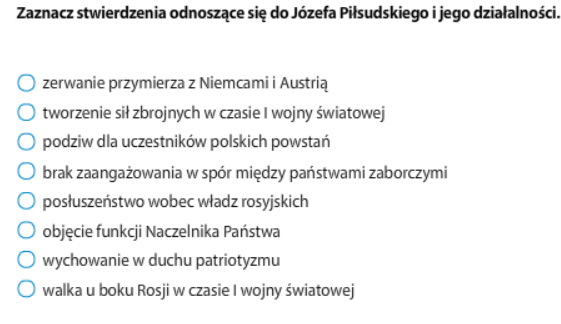 Zaznacz stwierdzenia odnoszące się do Józefa Piłsudskiego i jego działalności.
zerwanie przymierza z Niemcami i Austrią
tworzenie sił zbrojnych w czasie I wojny światowej
podziw dla uczestników polskich powstań
brak zaangażowania w spór między państwami zaborczymi
posłuszeństwo wobec władz rosyjskich
objęcie funkcji Naczelnika Państwa
wychowanie w duchu patriotyzmu
walka u boku Rosji w czasie I wojny światowej